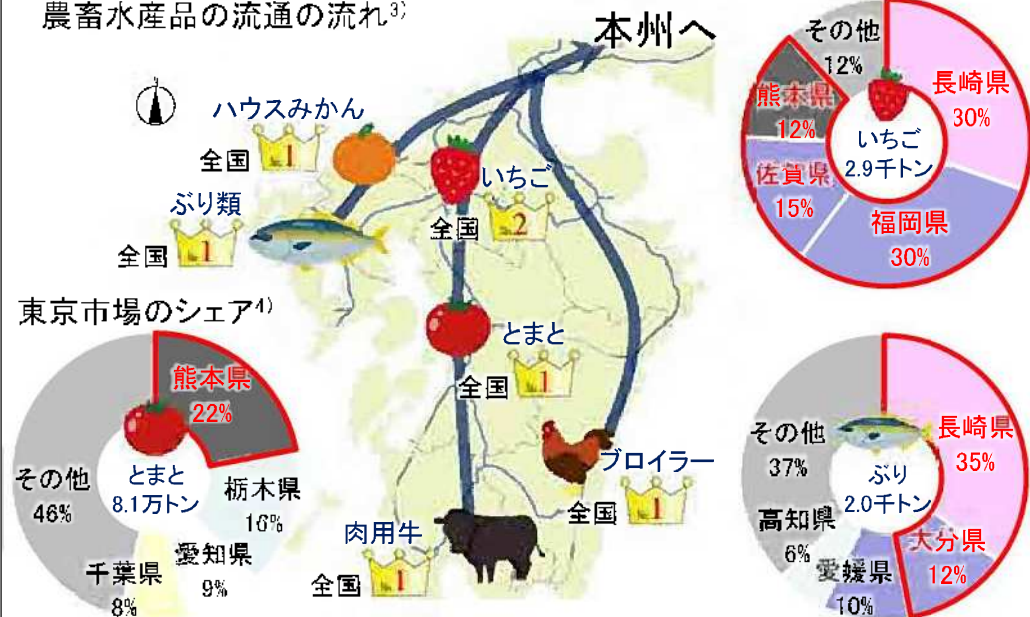 農畜水産品の流通の流れ3)
本州へ
ハウスみかん
全国 1
ぶり類
全国 1
いちご
全国 2
とまと
全国 1
ブロイラー
全国 1
肉用牛
全国 1
その他
12%
長崎県
30%
熊本県
12%
いちご
2.9千トン
佐賀県
15%
福岡県
30%
東京市場のシェア4)
熊本県
22%
その他
46%
とまと
8.1万トン
栃木県
16%
愛知県
9%
千葉県
8%
その他
37%
長崎県
35%
ぶり
2.0千トン
高知県
6%
大分県
12%
愛媛県
10%